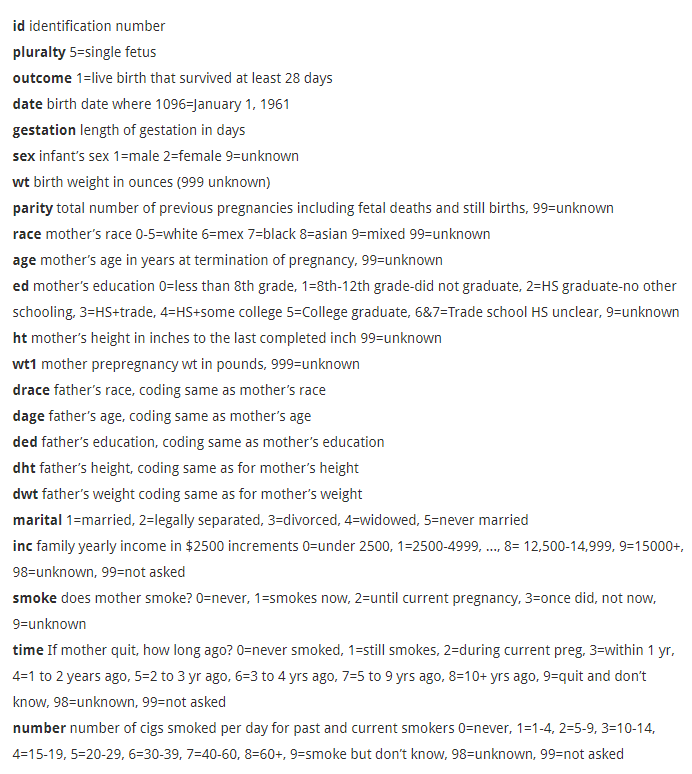 id identification number
pluralty 5=single fetus
outcome 1=live birth that survived at least 28 days
date birth date where 1096=January 1, 1961
gestation length of gestation in days
sex infant's sex 1=male 2=female 9=unknown
wt birth weight in ounces (999 unknown)
parity total number of previous pregnancies including fetal deaths and still births, 99=unknown
race mother's race 0-5=white 6=mex 7=black 8=asian 9=mixed 99=unknown
age mother's age in years at termination of pregnancy, 99=unknown
ed mother's education 0=less than 8th grade, 1=8th-12th grade-did not graduate, 2=HS graduate-no other
schooling, 3=HS+trade, 4=HS+some college 5=College graduate, 6&7=Trade school HS unclear, 9=unknown
ht mother's height in inches to the last completed inch 99=unknown
wt1 mother prepregnancy wt in pounds, 999=unknown
drace father's race, coding same as mother's race
dage father's age, coding same as mother's age
ded father's education, coding same as mother's education
dht father's height, coding same as for mother's height
dwt father's weight coding same as for mother's weight
marital 1=married, 2=legally separated, 3=divorced, 4=widowed, 5=never married
inc family yearly income in $2500 increments 0=under 2500, 1=2500-4999, ..., 8= 12,500-14,999, 9=15000+,
98=unknown, 99=not asked
smoke does mother smoke? 0=never, 1=smokes now, 2=until current pregnancy, 3=once did, not now,
9=unknown
time If mother quit, how long ago? 0=never smoked, 1=still smokes, 2=during current preg, 3=within 1 yr,
4=1 to 2 years ago, 5=2 to 3 yr ago, 6=3 to 4 yrs ago, 7=5 to 9 yrs ago, 8=10+ yrs ago, 9=quit and don't
know, 98=unknown, 99=not asked
number number of cigs smoked per day for past and current smokers 0=never, 1=1-4, 2=5-9, 3=10-14,
4=15-19, 5=20-29, 6=30-39, 7=40-60, 8=60+, 9=smoke but don't know, 98=unknown, 99=not asked